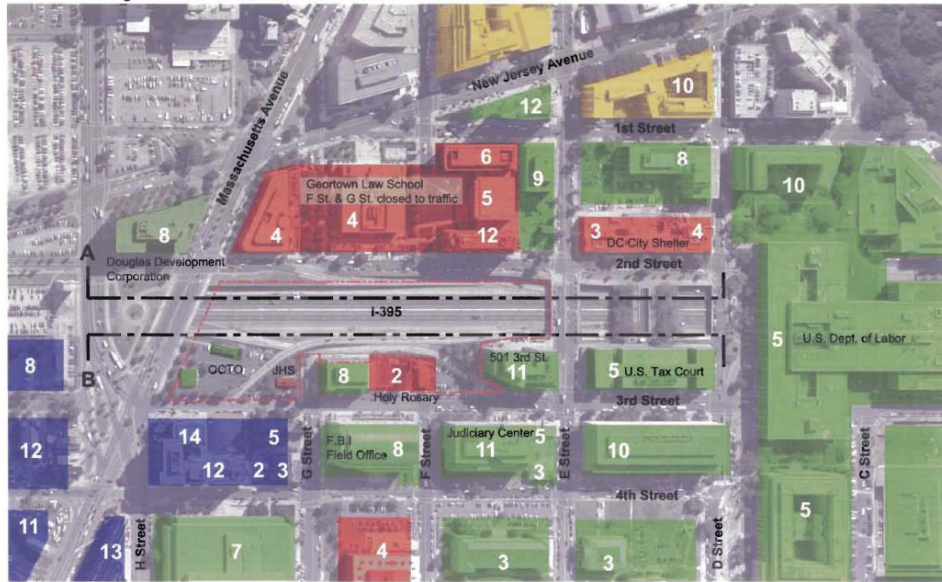 New Jersey Avenue
Massachusetts Avenue
10
12
1st Street
6
8
9
10
Geortown Law School
F St. & G St. closed to traffic
5
4
4
12
8
3
4
DC City Shelter
2nd Street
A
Douglas Development
Corporation
I-395
5
U.S. Dept. of Labor
B
8
OCTO
JHS
8
2
501 3rd St.
11
5
U.S. Tax Court
Holy Rosary
3rd Street
12
14
5
12
2
3
G Street
F.B.I
Field Office
8
F Street
Judiciary Center
5
11
3
E Street
10
C Street
4th Street
11
13
H Street
7
4
3
3
D Street
5